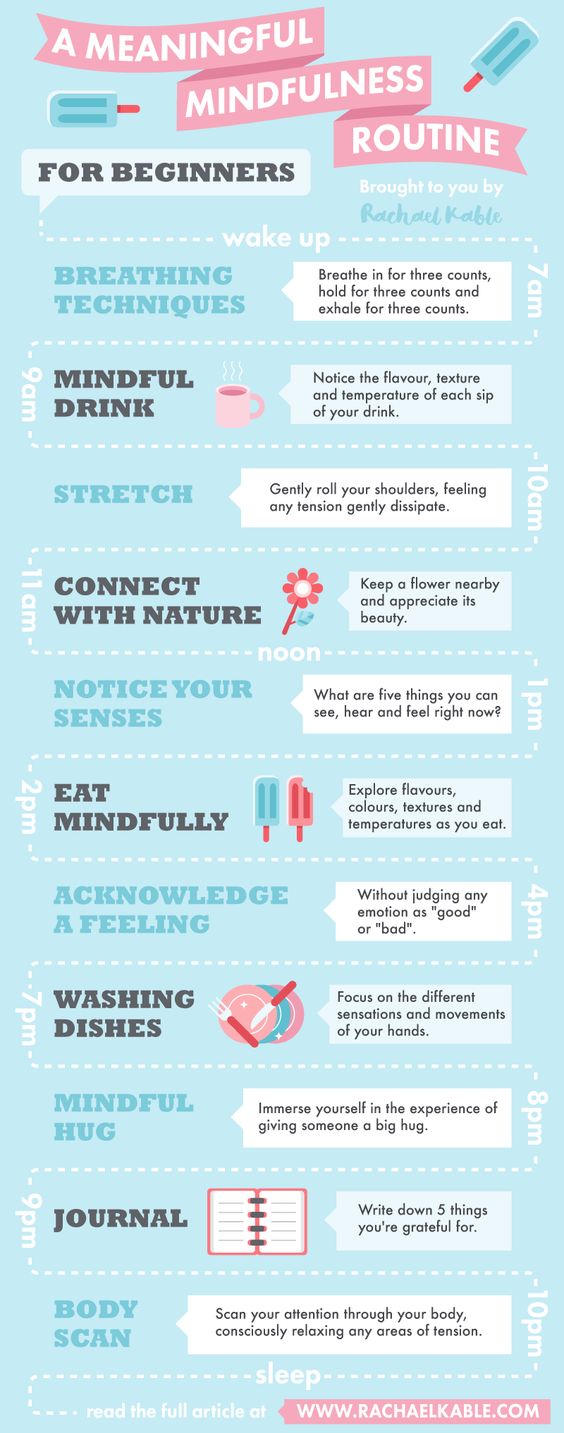 A MEANINGFUL
MINDFULNESS
ROUTINE
FOR BEGINNERS
Brought to you by
Rachael Kable
wake up
7am
BREATHING
TECHNIQUES
Breathe in for three counts,
hold for three counts and
exhale for three counts.
9am
MINDFUL
DRINK
Notice the flavour, texture
and temperature of each sip
of your drink.
10am
STRETCH
Gently roll your shoulders, feeling
any tension gently dissipate.
11am
CONNECT
WITH NATURE
Keep a flower nearby
and appreciate its
beauty.
noon
1pm
NOTICE YOUR
SENSES
What are five things you can
see, hear and feel right now?
2pm
EAT
MINDFULLY
Explore flavours,
colours, textures and
temperatures as you eat.
4pm
ACKNOWLEDGE
A FEELING
Without judging any
emotion as "good"
or "bad".
7pm
WASHING
DISHES
Focus on the different
sensations and movements
of your hands.
8pm
MINDFUL
HUG
Immerse yourself in the experience of
giving someone a big hug.
9pm
JOURNAL
Write down 5 things
you're grateful for.
10pm
BODY
SCAN
Scan your attention through your body,
consciously relaxing any areas of tension.
sleep
read the full article at
WWW.RACHAELKABLE.COM